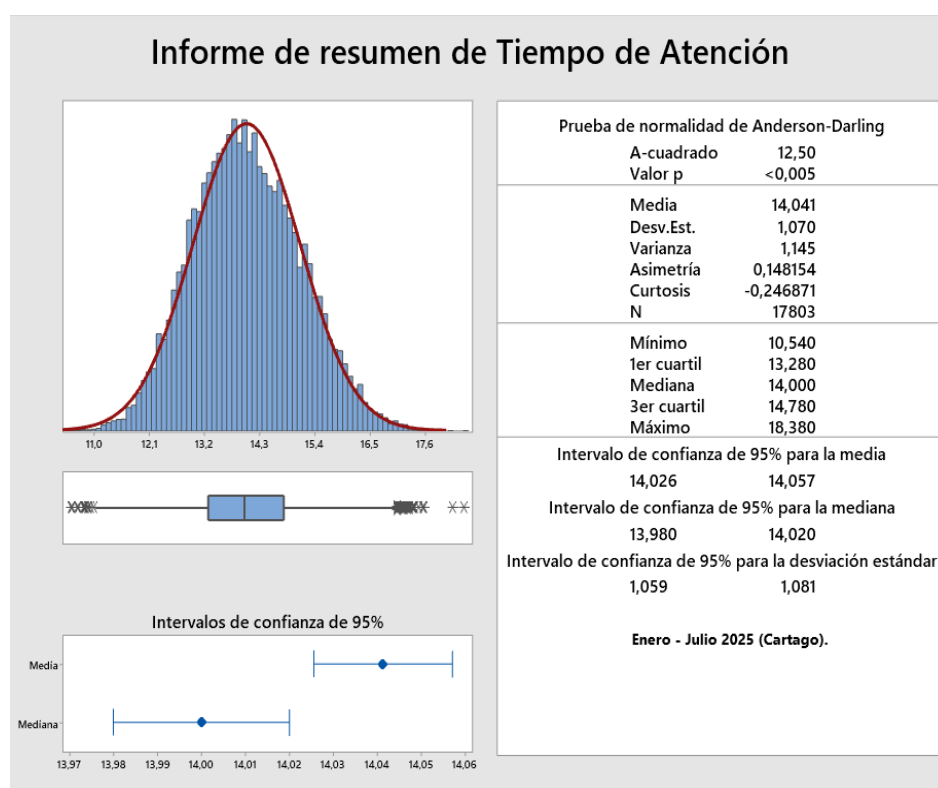 Informe de resumen de Tiempo de Atención
11,0 12,1 13,2 14,3 15,4 16,5 17,6
Intervalos de confianza de 95%
Media
Mediana
13,97 13,98 13,99 14,00 14,01 14,02 14,03 14,04 14,05 14,06
Prueba de normalidad de Anderson-Darling
A-cuadrado 12,50
Valor p <0,005
Media 14,041
Desv.Est. 1,070
Varianza 1,145
Asimetría 0,148154
Curtosis -0,246871
N 17803
Mínimo 10,540
1er cuartil 13,280
Mediana 14,000
3er cuartil 14,780
Máximo 18,380
Intervalo de confianza de 95% para la media
14,026 14,057
Intervalo de confianza de 95% para la mediana
13,980 14,020
Intervalo de confianza de 95% para la desviación estándar
1,059 1,081
Enero - Julio 2025 (Cartago).